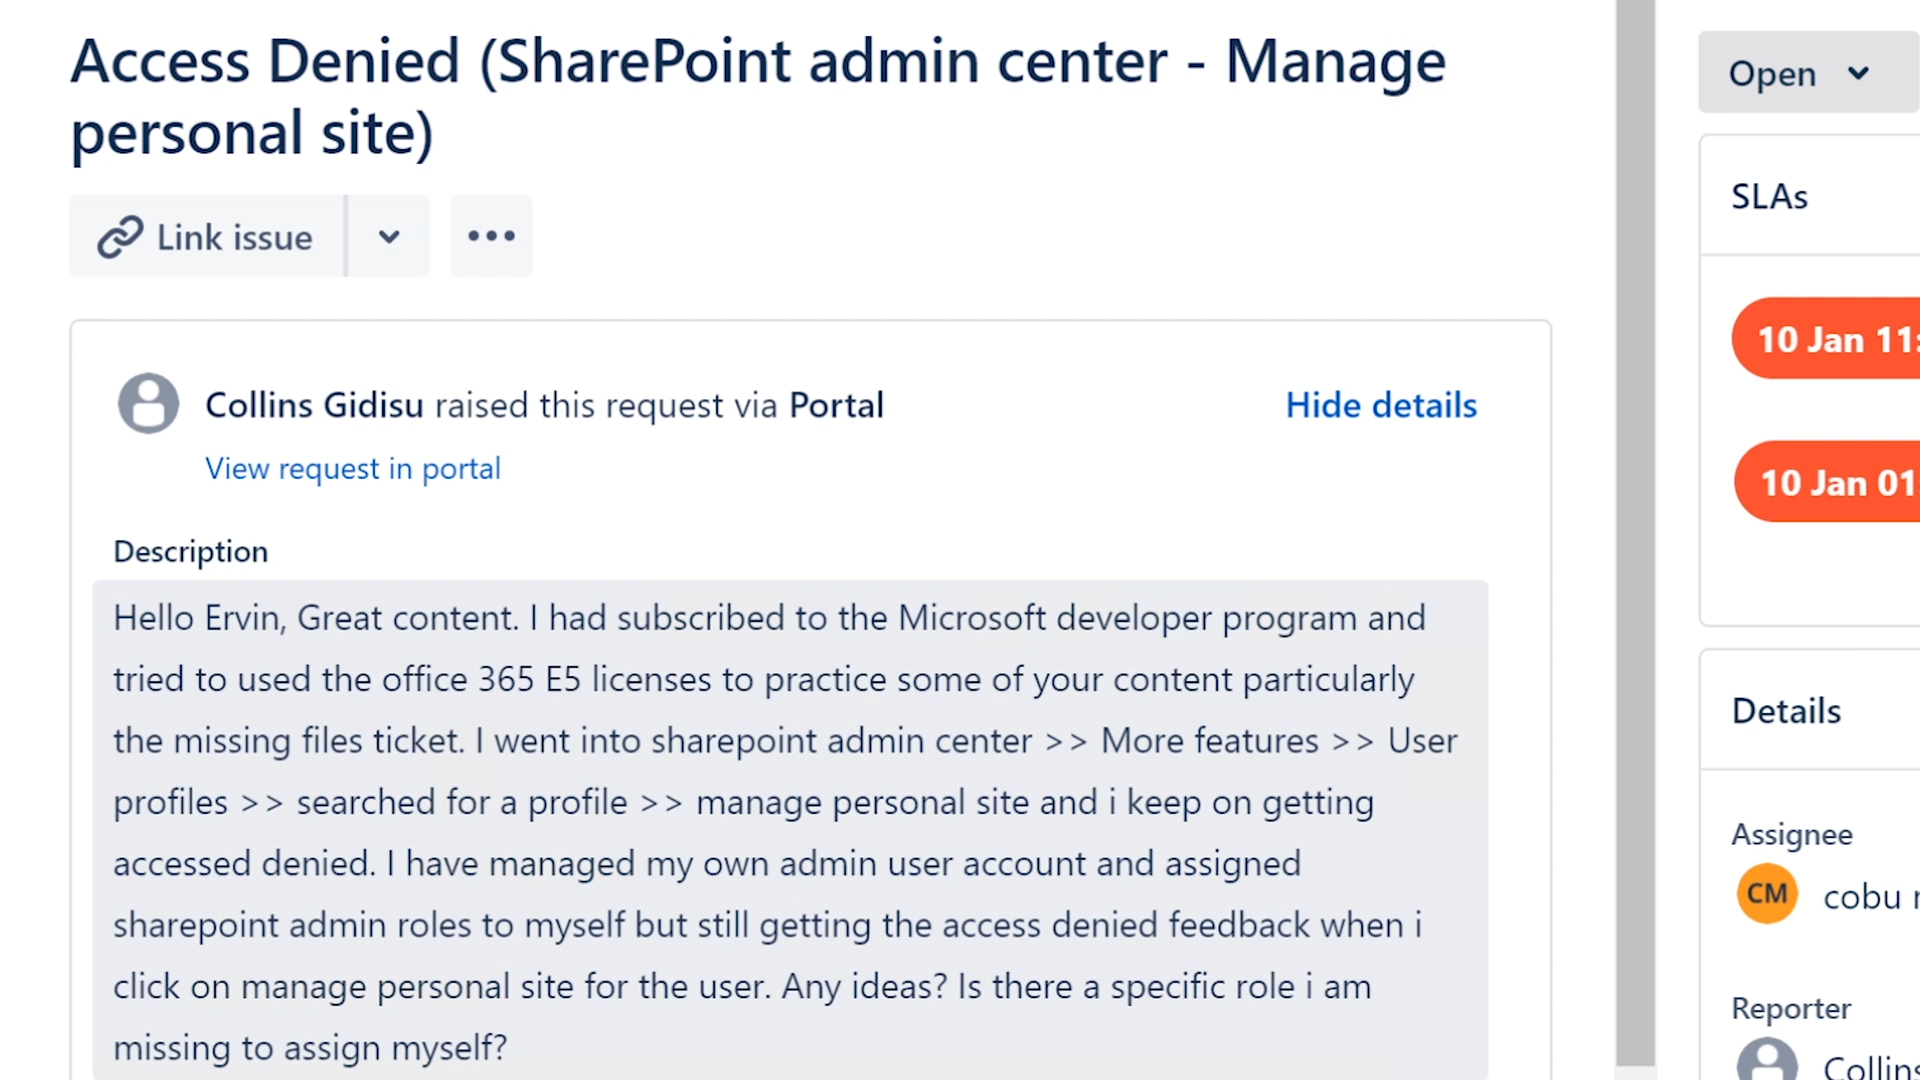 Access Denied (SharePoint admin center - Manage
personal site)
Link issue
Collins Gidisu raised this request via Portal
Hide details
View request in portal
Description
Hello Ervin, Great content. I had subscribed to the Microsoft developer program and
tried to used the office 365 E5 licenses to practice some of your content particularly
the missing files ticket. I went into sharepoint admin center >> More features >> User
profiles >> searched for a profile >> manage personal site and i keep on getting
accessed denied. I have managed my own admin user account and assigned
sharepoint admin roles to myself but still getting the access denied feedback when i
click on manage personal site for the user. Any ideas? Is there a specific role i am
missing to assign myself?
Open
SLAs
10 Jan 11:
10 Jan 01:
Details
Assignee
CM cobu
Reporter
Collins